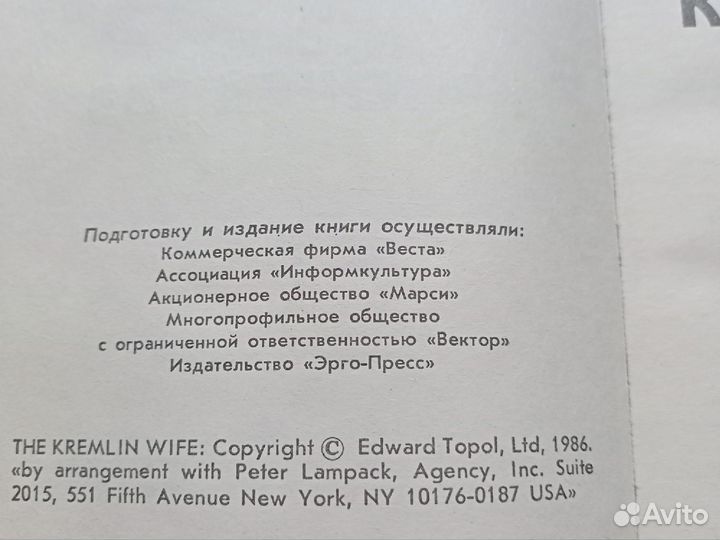 К
Подготовку и издание книги осуществляли:
Коммерческая фирма «Веста»
Ассоциация «Информкультура»
Акционерное общество «Марси»
Многопрофильное общество
с ограниченной ответственностью «Вектор»
Издательство «Эрго-Пресс»
THE KREMLIN WIFE: Copyright © Edward Topol, Ltd, 1986.
«by arrangement with Peter Lampack, Agency, Inc. Suite
2015, 551 Fifth Avenue New York, NY 10176-0187 USA»
Avito